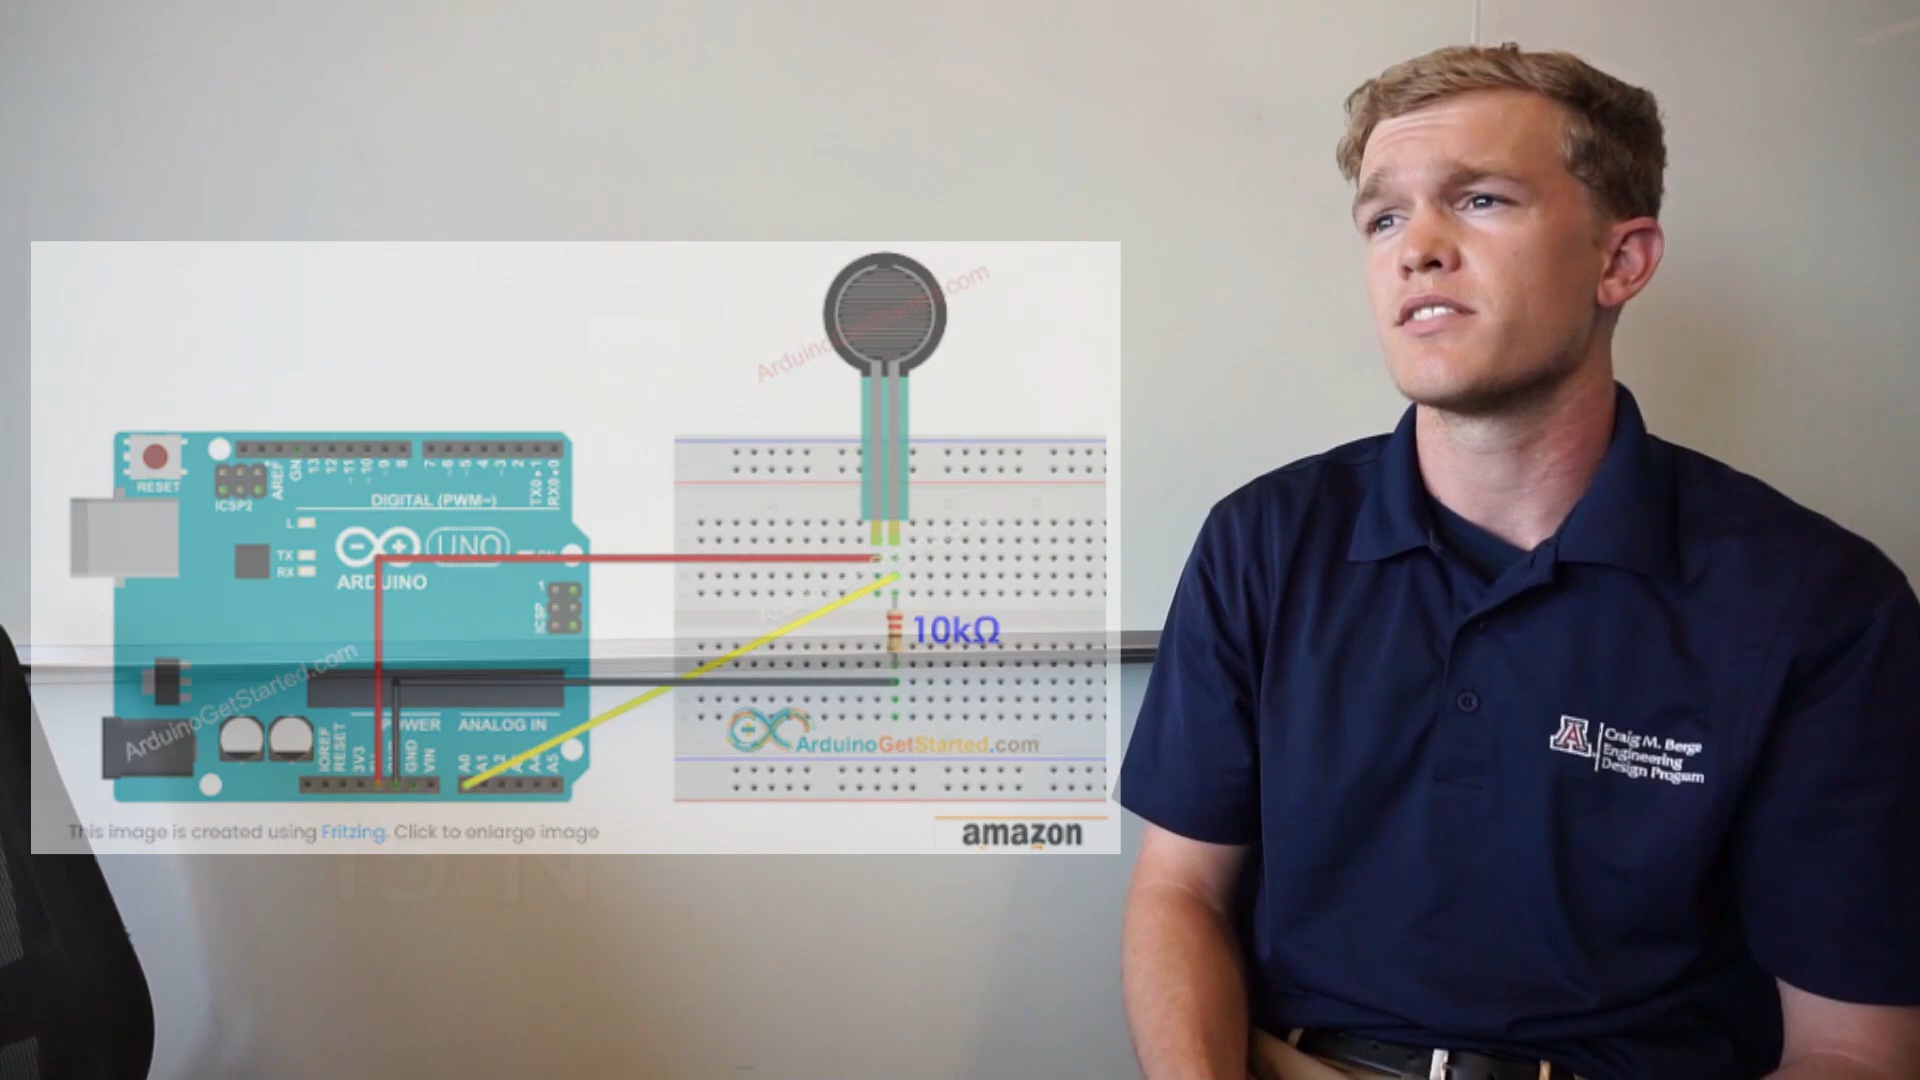 ArduinoGetStarted.com
RESET
ICSP2
AREF
GN
13
12
~11
~10
~9
8
7
~6
~5
4
~3
2
TX0▸1
RX0◂0
DIGITAL (PWM~)
L
TX
RX
UNO
ARDUINO
ICSP
1
10kΩ
ArduinoGetStarted.com
POWER
ANALOG IN
IOREF
RESET
3V3
GND
VIN
A0
A1
A5
ArduinoGetStarted.com
This image is created using Fritzing. Click to enlarge image
amazon
A
Craig M. Berge
Engineering
Design Program